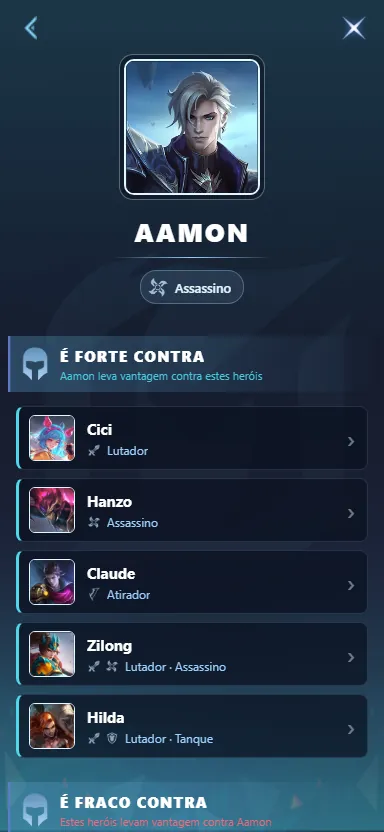 AAMON
Assassino
É FORTE CONTRA
Aamon leva vantagem contra estes heróis
Cici
Lutador
Hanzo
Assassino
Claude
Atirador
Zilong
Lutador · Assassino
Hilda
Lutador · Tanque
É FRACO CONTRA
Estes heróis levam vantagem contra Aamon